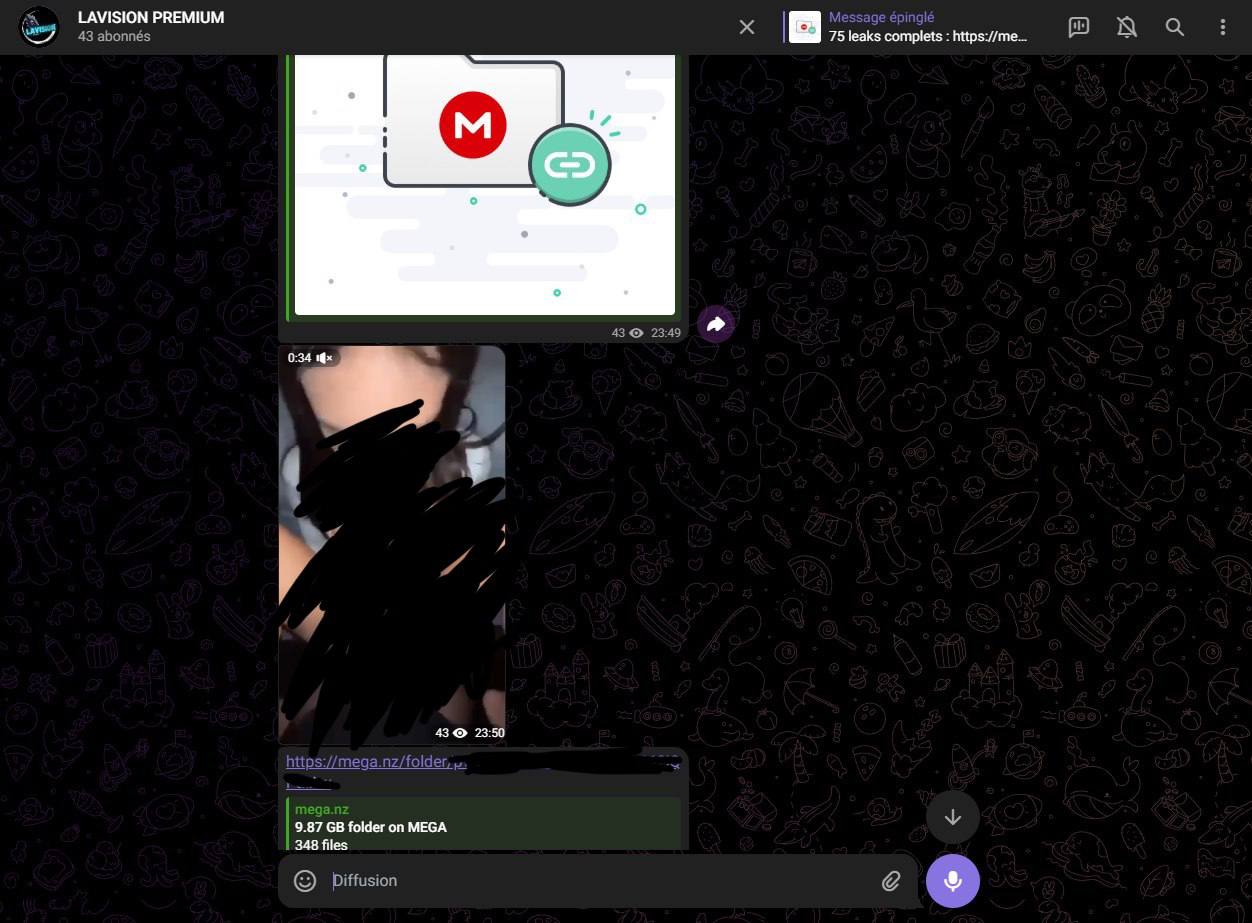 LAVISION PREMIUM
43 abonnés
Message épinglé
75 leaks complets : https://me...
43 23:49
0:34
43 23:50
https://mega.nz/folder/
mega.nz
9.87 GB folder on MEGA
348 files
Diffusion